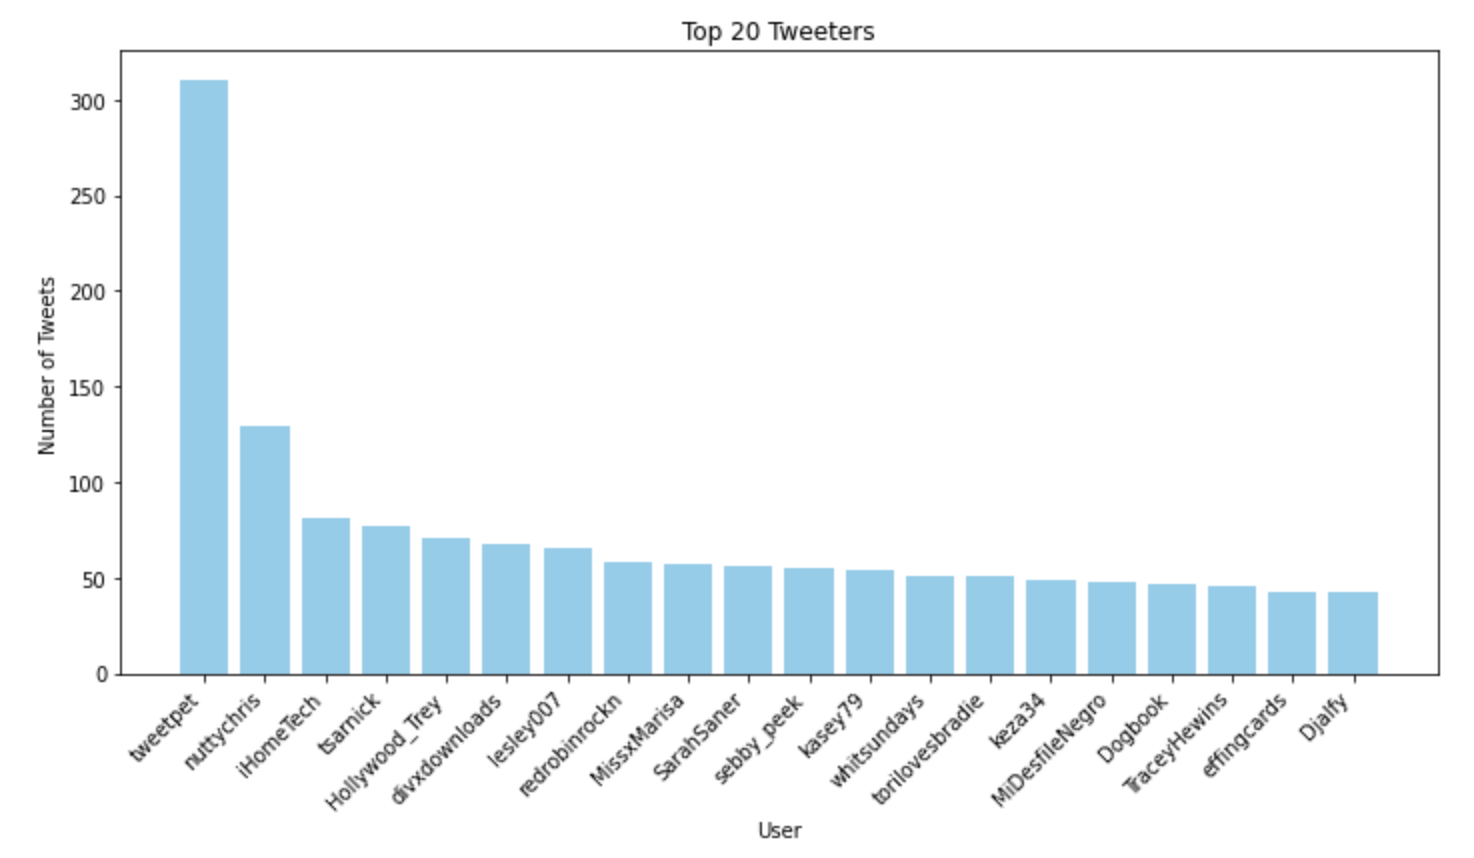 Top 20 Tweeters
Number of Tweets
300
250
200
150
100
50
0
tweetpet
nuttychris
iHomeTech
tsarnick
Hollywood_Trey
divxdownloads
lesley007
redrobinrockn
MissxMarisa
SarahSaner
sebby_peek
kasey79
whitsundays
torilovesbradie
keza34
MiDesfileNegro
Dogbook
TraceyHewins
effingcards
Djalfy
User